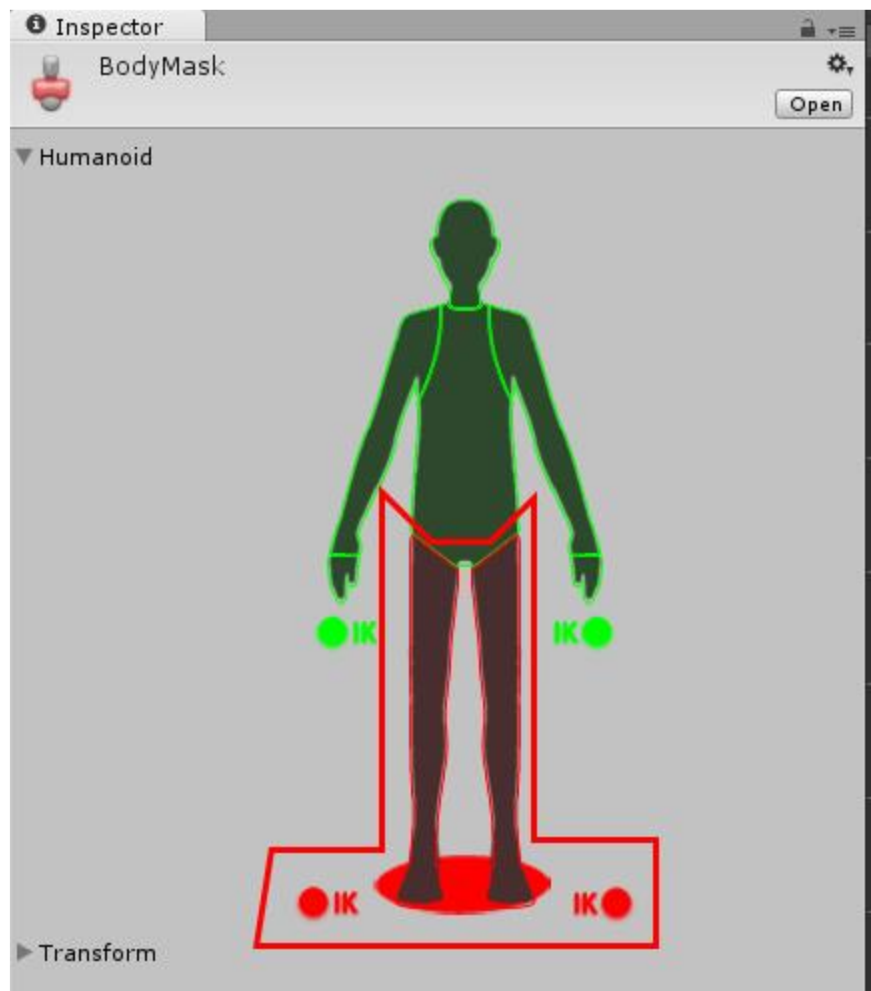 Inspector
BodyMask
Open
Humanoid
IK IK
IK IK
Transform